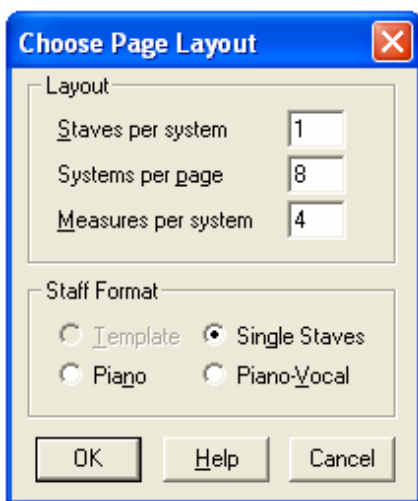 Choose Page Layout
Layout
Staves per system 1
Systems per page 8
Measures per system 4
Staff Format
Template Single Staves
Piano Piano-Vocal
OK Help Cancel